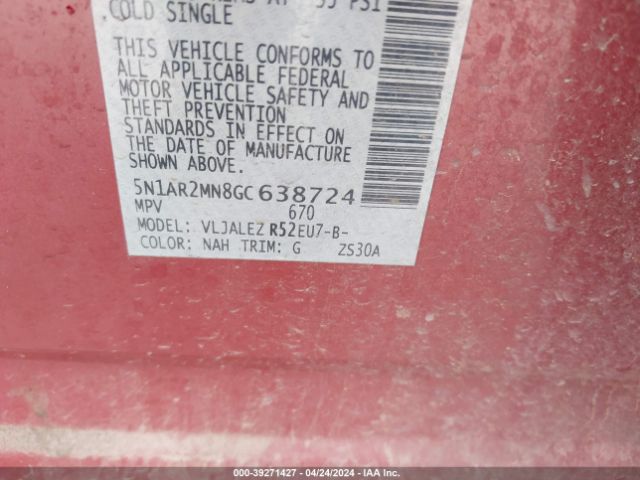 COLD SINGLE
THIS VEHICLE CONFORMS TO
ALL APPLICABLE FEDERAL
MOTOR VEHICLE SAFETY AND
THEFT PREVENTION
STANDARDS IN EFFECT ON
THE DATE OF MANUFACTURE
SHOWN ABOVE.
5N1AR2MN8GC 638724
MPV 670
MODEL: VLJALEZ R52EU7-B-
COLOR: NAH TRIM: G ZS30A
000-39271427 - 04/24/2024 - IAA Inc.